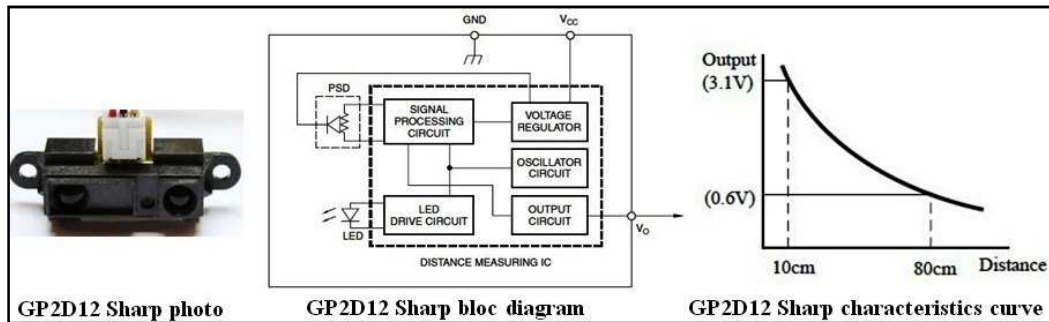 GND
VCC
PSD
SIGNAL
PROCESSING
CIRCUIT
VOLTAGE
REGULATOR
OSCILLATOR
CIRCUIT
LED
DRIVE CIRCUIT
OUTPUT
CIRCUIT
LED
VO
DISTANCE MEASURING IC
Output
(3.1V)
(0.6V)
10cm
80cm
Distance
GP2D12 Sharp photo
GP2D12 Sharp bloc diagram
GP2D12 Sharp characteristics curve